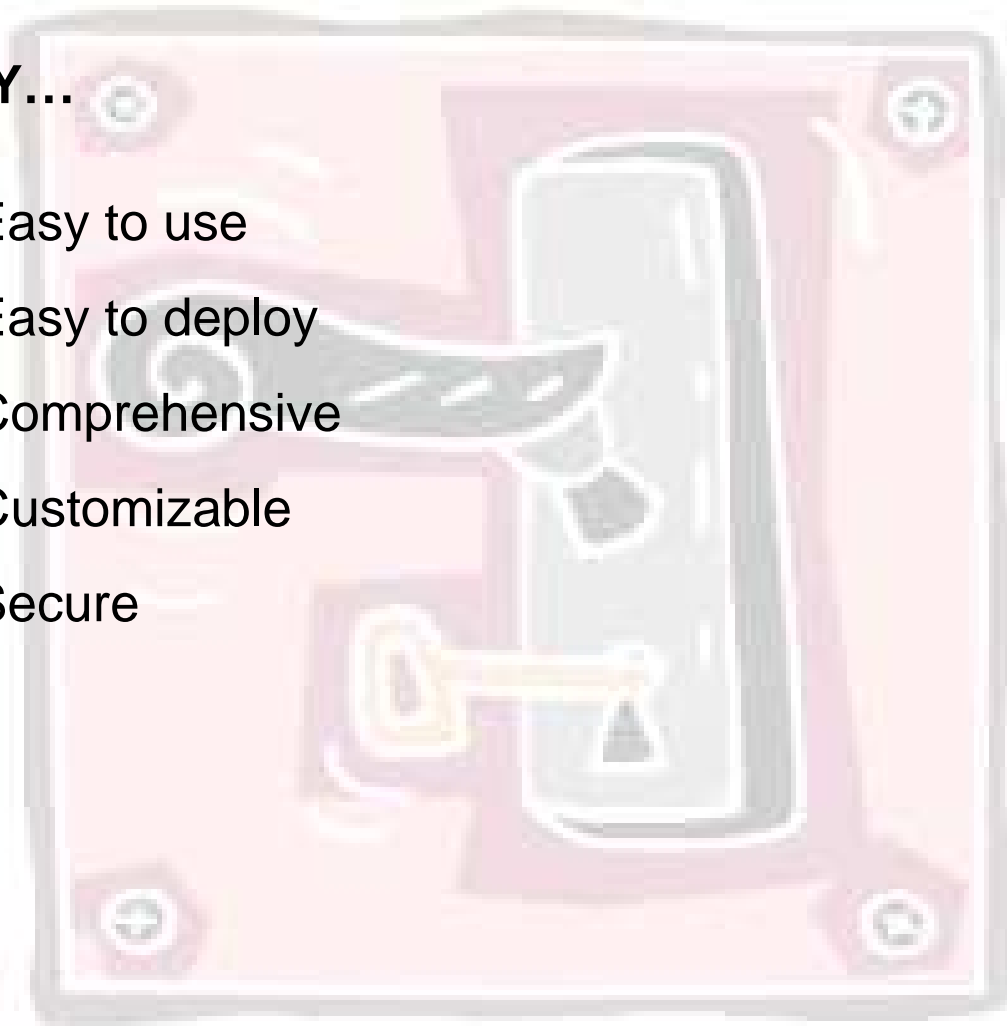 Y...
Easy to use
Easy to deploy
Comprehensive
Customizable
Secure